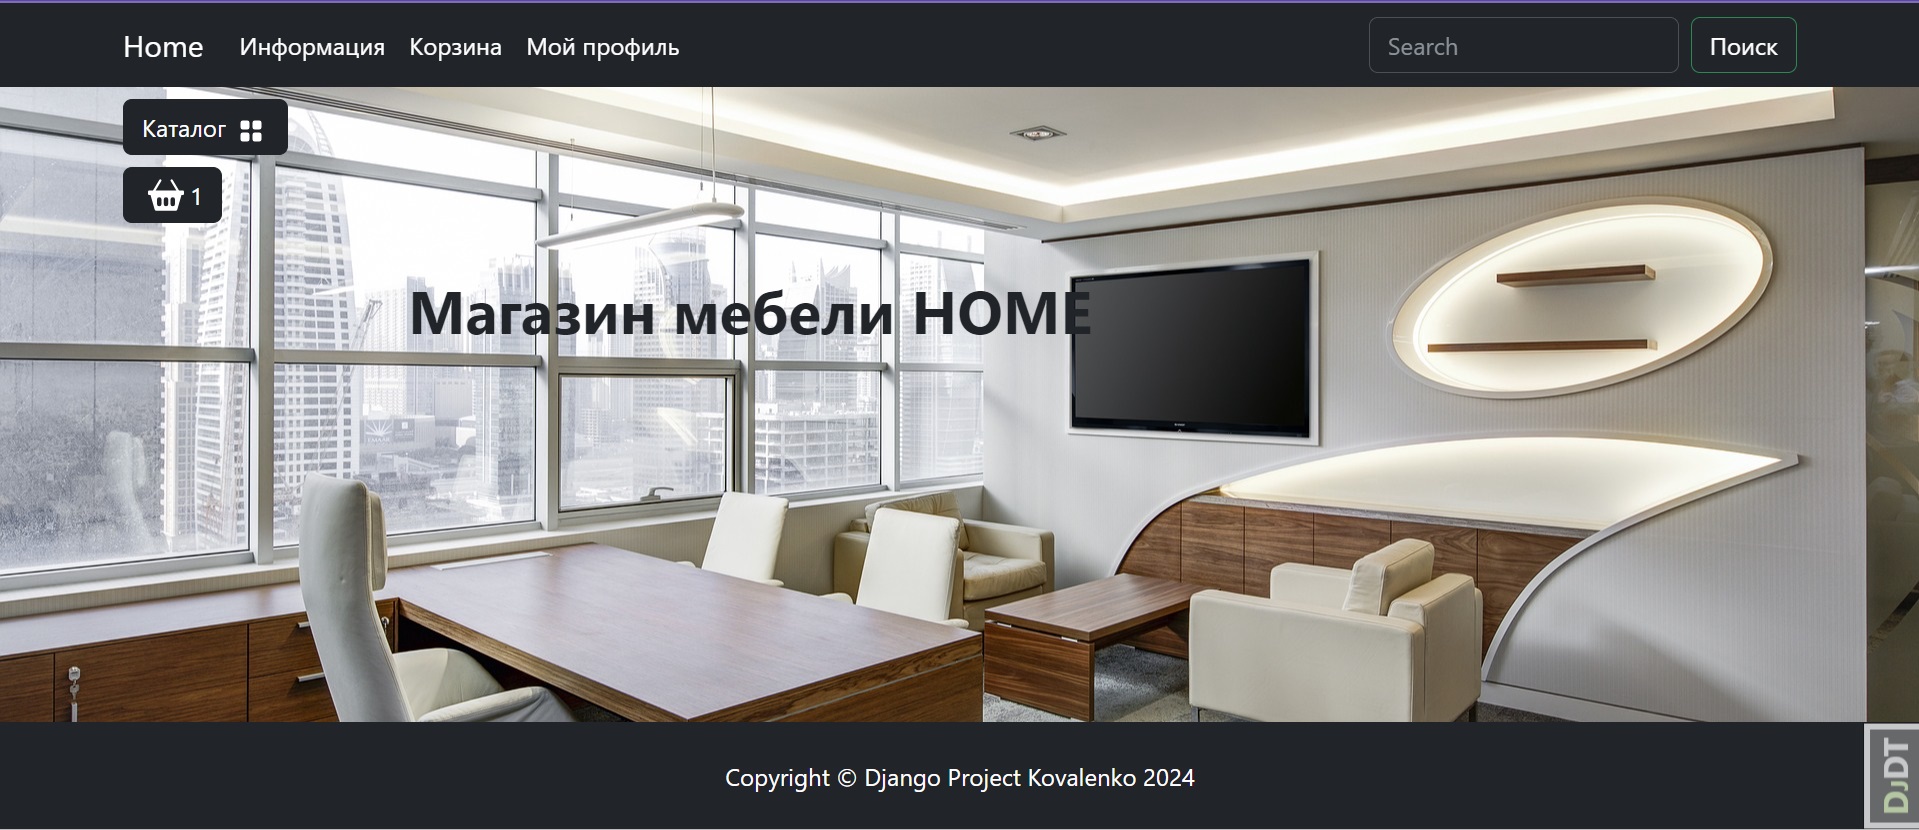 Home Информация Корзина Мой профиль Search Поиск
Каталог
1
Магазин мебели HOME
Copyright © Django Project Kovalenko 2024
DjDT